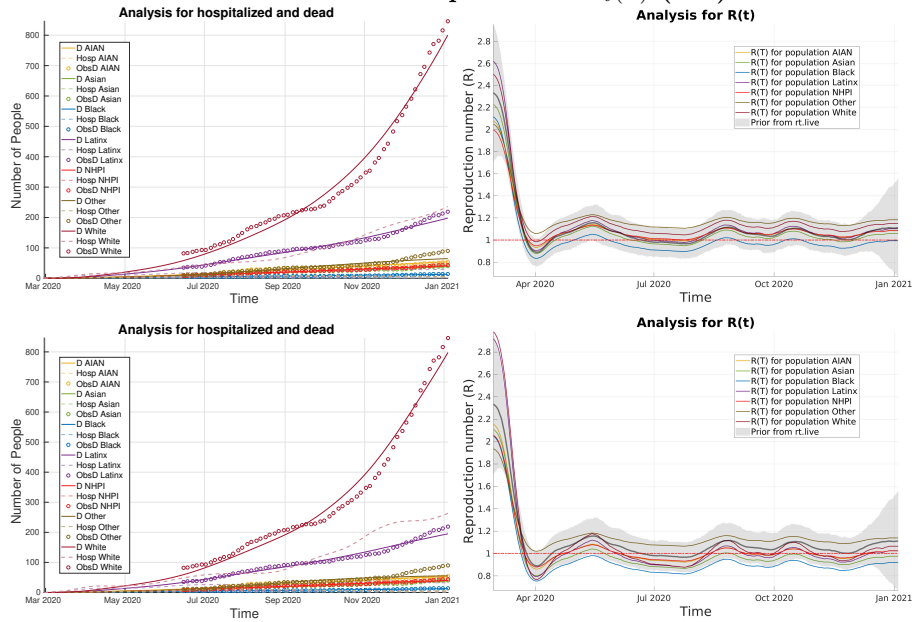 Analysis for hospitalized and dead
Number of People
800
700
600
500
400
300
200
100
0
D AIAN
Hosp AIAN
ObsD AIAN
D Asian
Hosp Asian
ObsD Asian
D Black
Hosp Black
ObsD Black
D Latinx
Hosp Latinx
ObsD Latinx
D NHPI
Hosp NHPI
ObsD NHPI
D Other
Hosp Other
ObsD Other
D White
Hosp White
ObsD White
Mar 2020 May 2020 Jul 2020 Sep 2020 Nov 2020 Jan 2021
Time
Analysis for R(t)
Reproduction number (R)
2.8
2.6
2.4
2.2
2
1.8
1.6
1.4
1.2
1
0.8
R(T) for population AIAN
R(T) for population Asian
R(T) for population Black
R(T) for population Latinx
R(T) for population NHPI
R(T) for population Other
R(T) for population White
Prior from rt.live
Apr 2020 Jul 2020 Oct 2020 Jan 2021
Time
Analysis for hospitalized and dead
Number of People
800
700
600
500
400
300
200
100
0
D AIAN
Hosp AIAN
ObsD AIAN
D Asian
Hosp Asian
ObsD Asian
D Black
Hosp Black
ObsD Black
D Latinx
Hosp Latinx
ObsD Latinx
D NHPI
Hosp NHPI
ObsD NHPI
D Other
Hosp Other
ObsD Other
D White
Hosp White
ObsD White
Mar 2020 May 2020 Jul 2020 Sep 2020 Nov 2020 Jan 2021
Time
Analysis for R(t)
Reproduction number (R)
2.8
2.6
2.4
2.2
2
1.8
1.6
1.4
1.2
1
0.8
R(T) for population AIAN
R(T) for population Asian
R(T) for population Black
R(T) for population Latinx
R(T) for population NHPI
R(T) for population Other
R(T) for population White
Prior from rt.live
Apr 2020 Jul 2020 Oct 2020 Jan 2021
Time